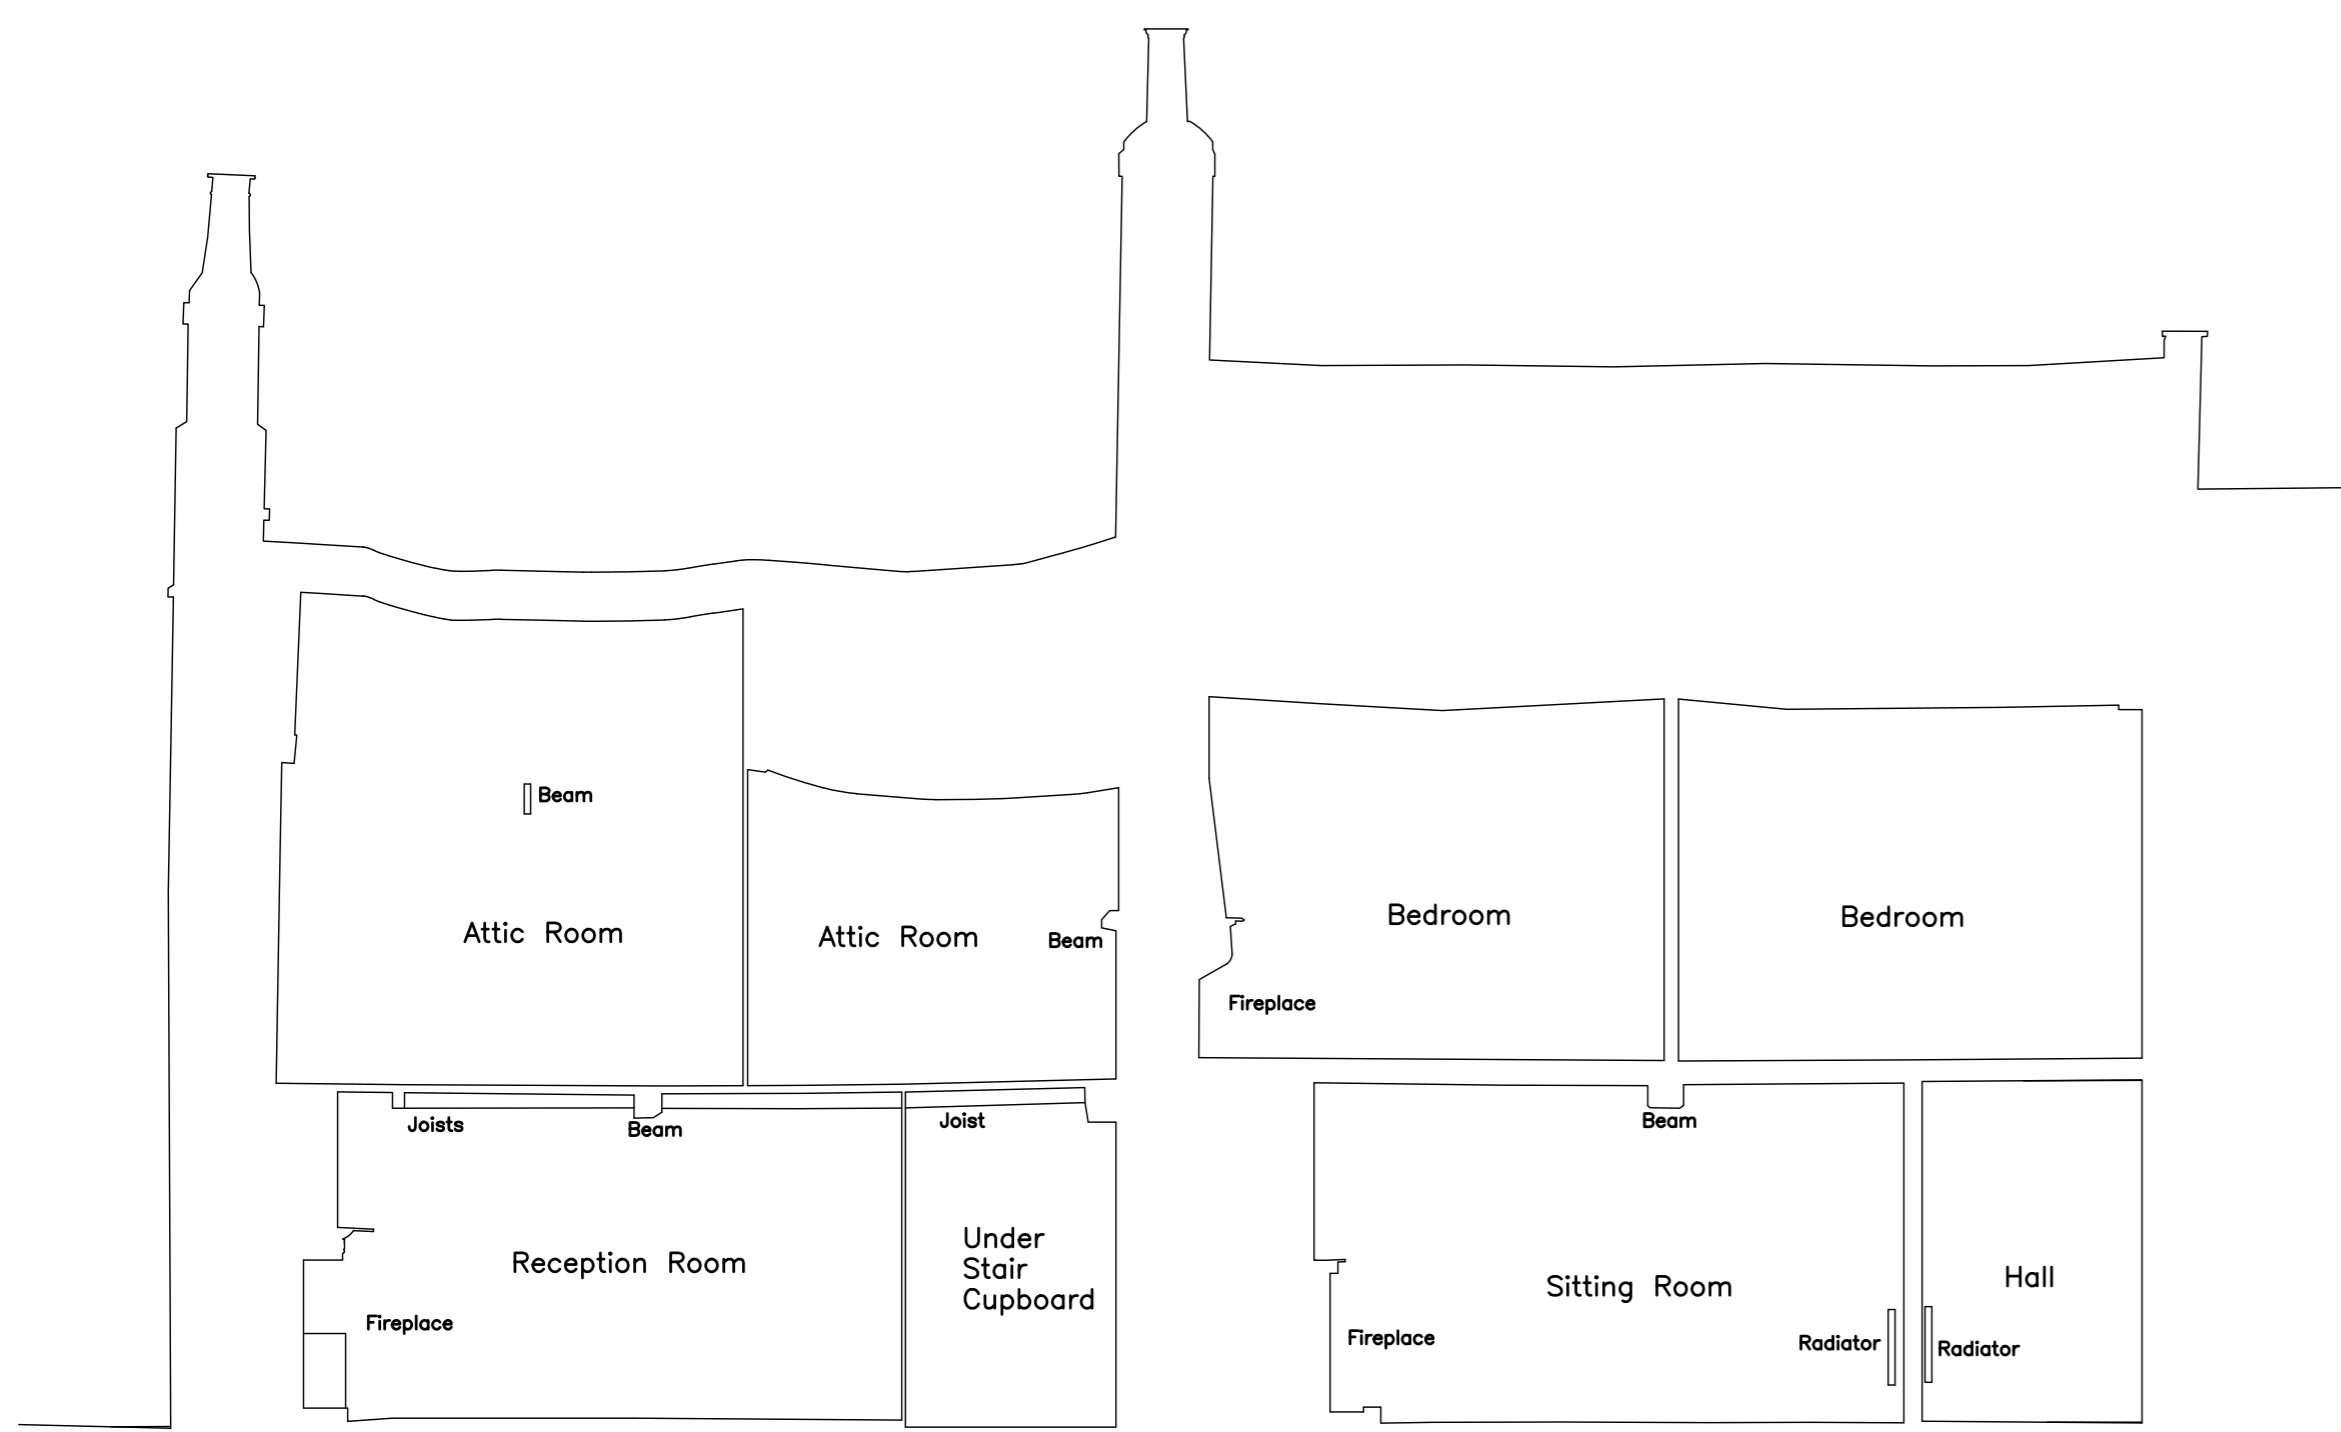 Beam
Attic Room
Attic Room
Beam
Bedroom
Bedroom
Fireplace
Joists
Beam
Joist
Beam
Reception Room
Under
Stair
Cupboard
Fireplace
Sitting Room
Hall
Fireplace
Radiator
Radiator